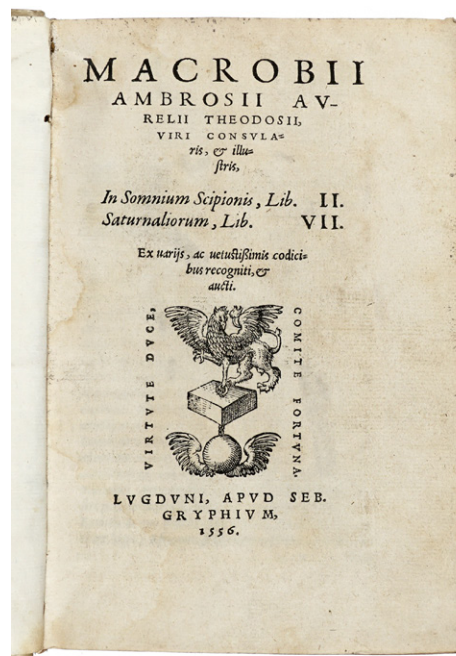 MACROBII
AMBROSII AV-
RELII THEODOSII,
VIRI CONSVLA=
ris, & illu=
stris,
In Somnium Scipionis, Lib. II.
Saturnaliorum, Lib. VII.
Ex uarijs, ac uetustißimis codici=
bus recogniti, &
aucti.
VIRTVTE DVCE,
COMITE FORTVNA.
LVGDVNI, APVD SEB.
GRYPHIVM,
1556.